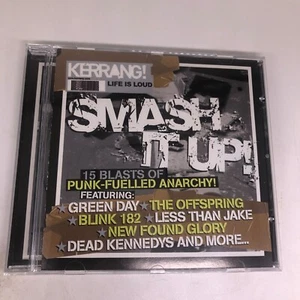 KERRANG!
LIFE IS LOUD
SMASH
IT UP!
15 BLASTS OF
PUNK-FUELLED ANARCHY!
FEATURING:
★GREEN DAY ★THE OFFSPRING
★BLINK 182 ★LESS THAN JAKE
★NEW FOUND GLORY
★DEAD KENNEDYS AND MORE...